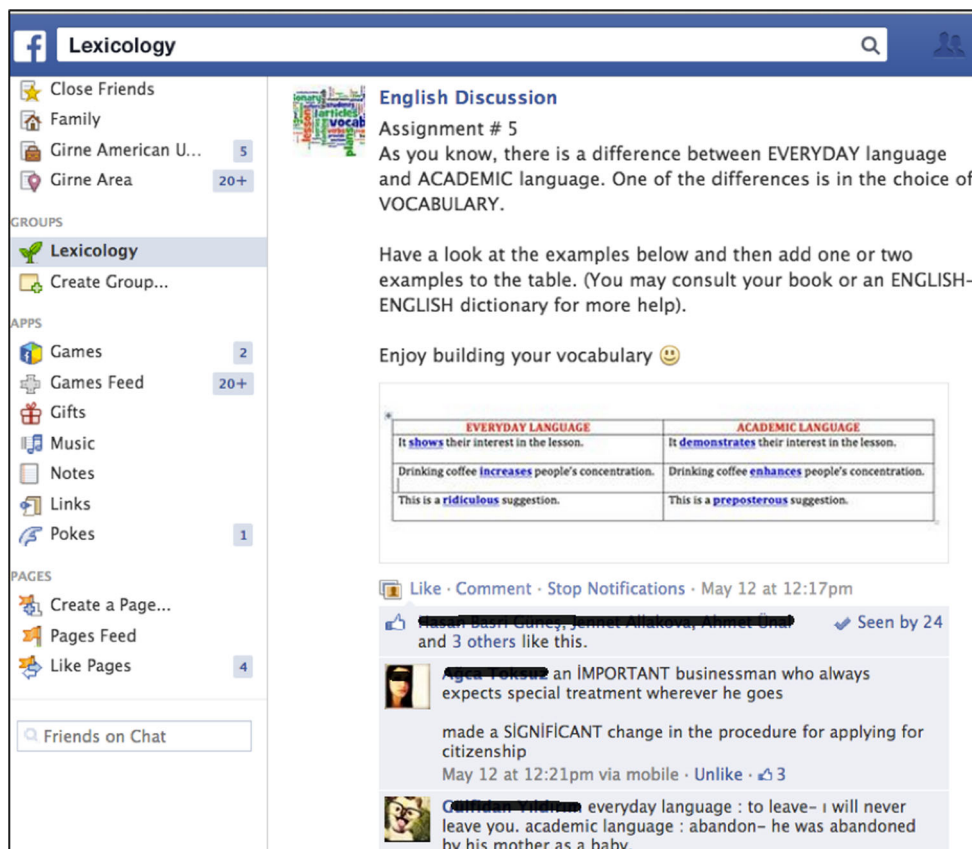 Lexicology
Close Friends
Family
Girne American U... 5
Girne Area 20+
GROUPS
Lexicology
Create Group...
APPS
Games 2
Games Feed 20+
Gifts
Music
Notes
Links
Pokes 1
PAGES
Create a Page...
Pages Feed
Like Pages 4
Friends on Chat
lesson
articles
vocab
plans
English Discussion
Assignment # 5
As you know, there is a difference between EVERYDAY language
and ACADEMIC language. One of the differences is in the choice of
VOCABULARY.
Have a look at the examples below and then add one or two
examples to the table. (You may consult your book or an ENGLISH-
ENGLISH dictionary for more help).
Enjoy building your vocabulary
EVERYDAY LANGUAGE ACADEMIC LANGUAGE
It shows their interest in the lesson. It demonstrates their interest in the lesson.
Drinking coffee increases people's concentration. Drinking coffee enhances people's concentration.
This is a ridiculous suggestion. This is a preposterous suggestion.
Like · Comment · Stop Notifications · May 12 at 12:17pm
Seen by 24
and 3 others like this.
an İMPORTANT businessman who always
expects special treatment wherever he goes
made a SİGNİFİCANT change in the procedure for applying for
citizenship
May 12 at 12:21pm via mobile · Unlike · 3
everyday language : to leave– ı will never
leave you. academic language : abandon– he was abandoned
by his mother as a baby.